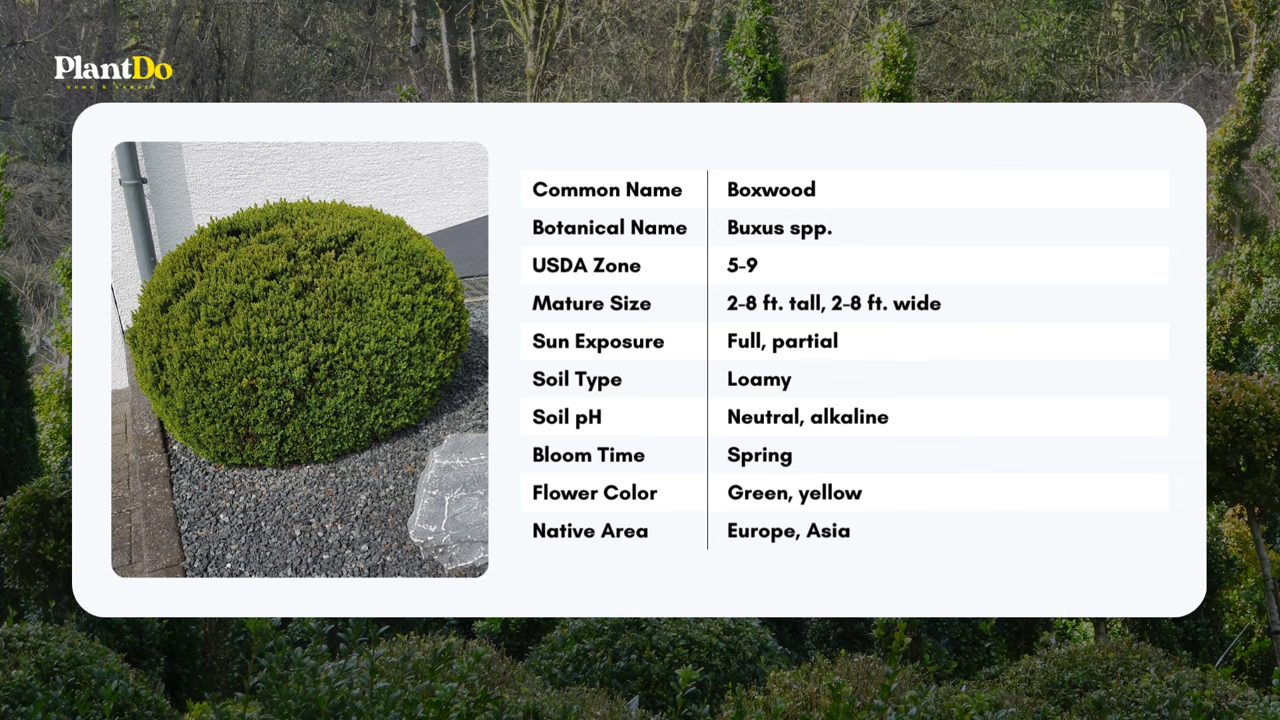 PlantDo
HOME & GARDEN
Common Name Boxwood
Botanical Name Buxus spp.
USDA Zone 5-9
Mature Size 2-8 ft. tall, 2-8 ft. wide
Sun Exposure Full, partial
Soil Type Loamy
Soil pH Neutral, alkaline
Bloom Time Spring
Flower Color Green, yellow
Native Area Europe, Asia